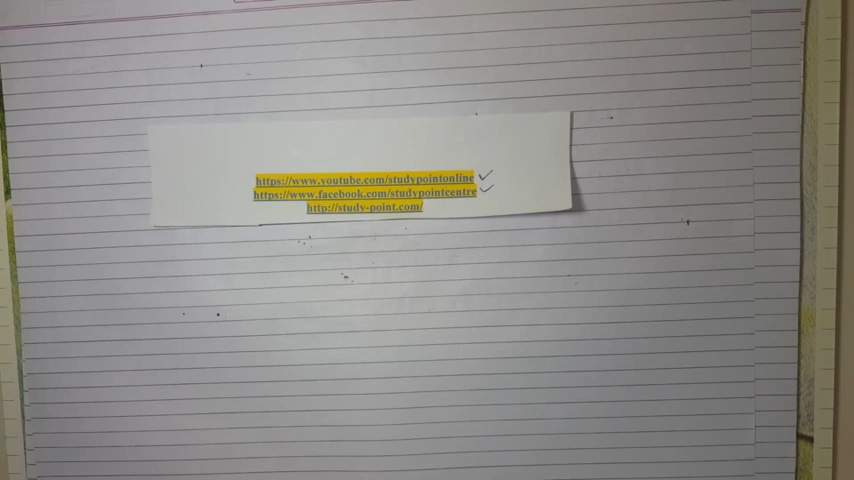 https://www.youtube.com/studypointonline ✓
https://www.facebook.com/studypointcentre ✓
http://study-point.com/